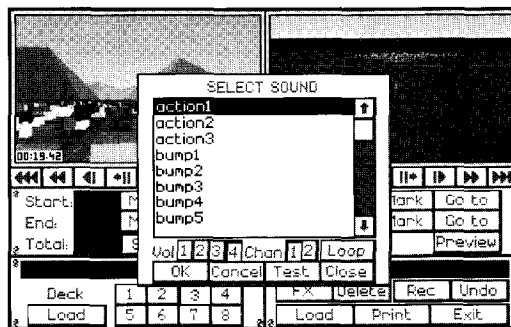 SELECT SOUND
action1
action2
action3
bump1
bump2
bump3
bump4
bump5
Vol 1 2 3 4 Chan 1 2 Loop
OK Cancel Test Close
00:19.42
Start:
End:
Total:
Mark Go to
Mark Go to
Preview
Deck 1 2 3 4
Load 5 6 7 8
FX Delete Rec Undo
Load Print Exit